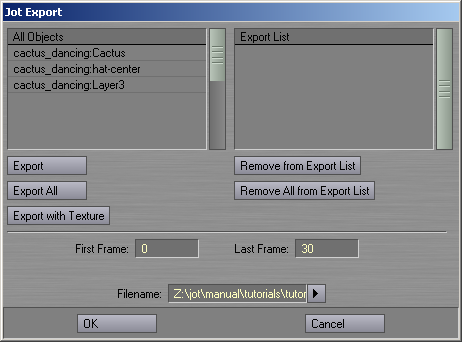 Jot Export
All Objects
Export List
cactus_dancing:Cactus
cactus_dancing:hat-center
cactus_dancing:Layer3
Export
Remove from Export List
Export All
Remove All from Export List
Export with Texture
First Frame: 0
Last Frame: 30
Filename: Z:\jot\manual\tutorials\tutor
OK
Cancel